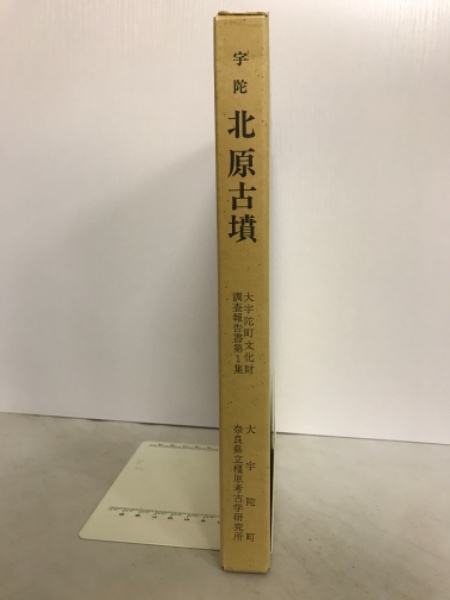 宇陀
北原古墳
大宇陀町文化財
調査報告書第1集
大宇陀町
奈良県立橿原考古学研究所